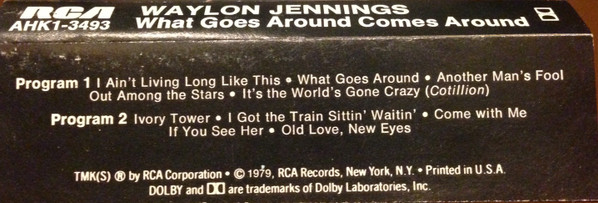 RCA
AHK1-3493
WAYLON JENNINGS
What Goes Around Comes Around
Program 1 I Ain't Living Long Like This • What Goes Around • Another Man's Fool
Out Among the Stars • It's the World's Gone Crazy (Cotillion)
Program 2 Ivory Tower • I Got the Train Sittin' Waitin' • Come with Me
If You See Her • Old Love, New Eyes
TMK(S) ® by RCA Corporation • © 1979, RCA Records, New York, N.Y. • Printed in U.S.A.
DOLBY and are trademarks of Dolby Laboratories, Inc.